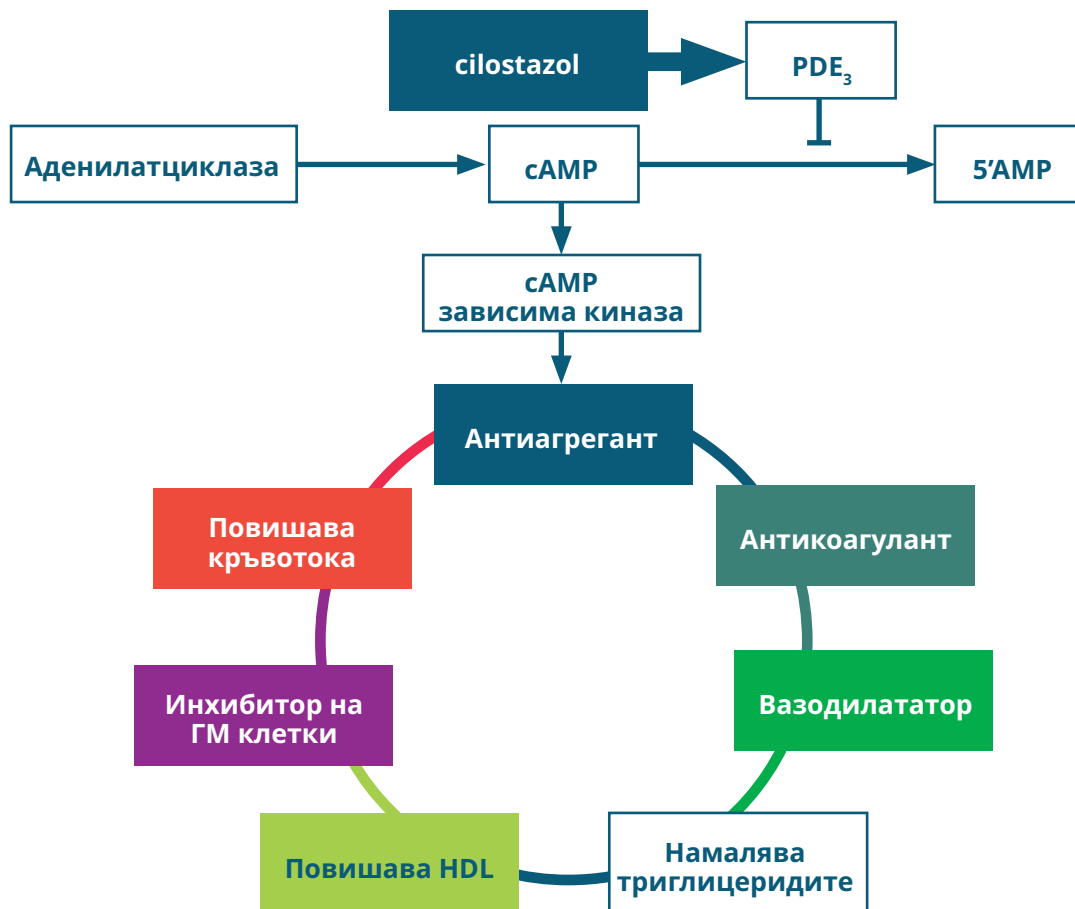 cilostazol
PDE₃
Аденилатциклаза
cAMP
5’AMP
cAMP
зависима киназа
Антиагрегант
Повишава
кръвотока
Антикоагулант
Инхибитор на
ГМ клетки
Вазодилататор
Повишава HDL
Намалява
триглицеридите